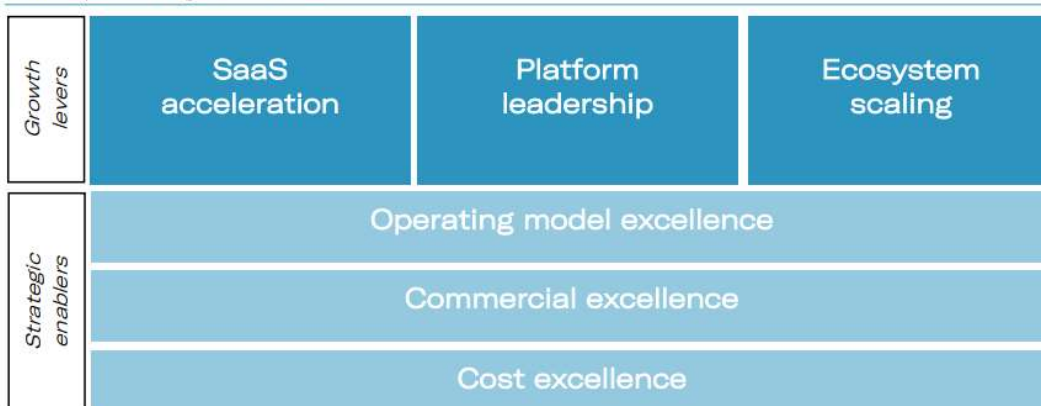 Growth
levers
SaaS
acceleration
Platform
leadership
Ecosystem
scaling
Strategic
enablers
Operating model excellence
Commercial excellence
Cost excellence